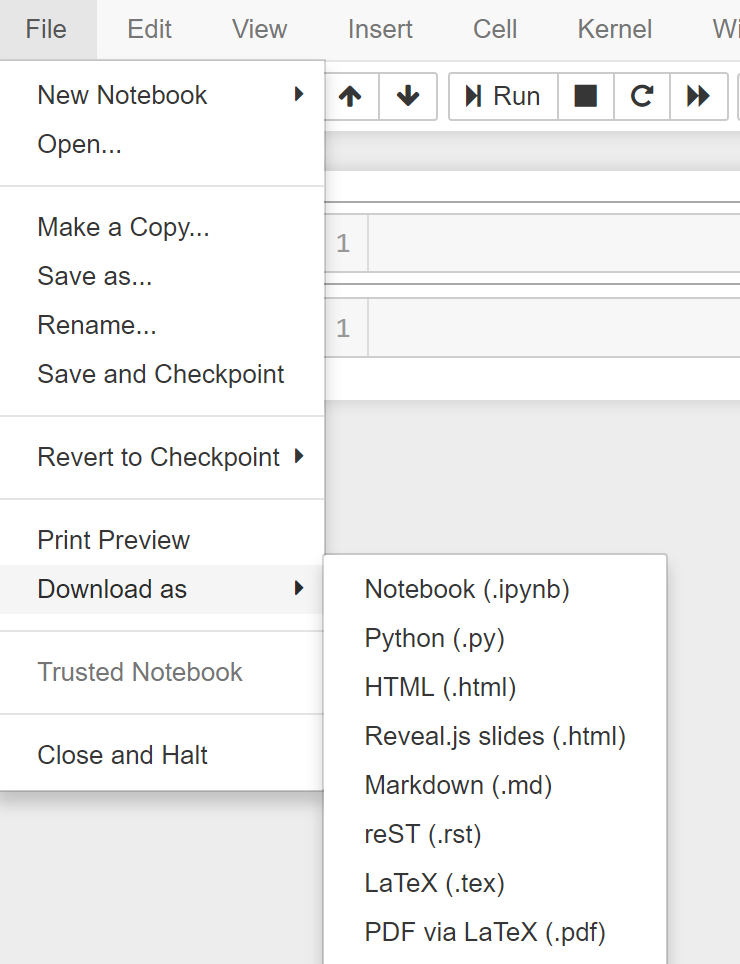 File Edit View Insert Cell Kernel
New Notebook
Run
Open...
Make a Copy...
1
Save as...
Rename...
1
Save and Checkpoint
Revert to Checkpoint
Print Preview
Download as
Notebook (.ipynb)
Python (.py)
Trusted Notebook
HTML (.html)
Reveal.js slides (.html)
Close and Halt
Markdown (.md)
reST (.rst)
LaTeX (.tex)
PDF via LaTeX (.pdf)